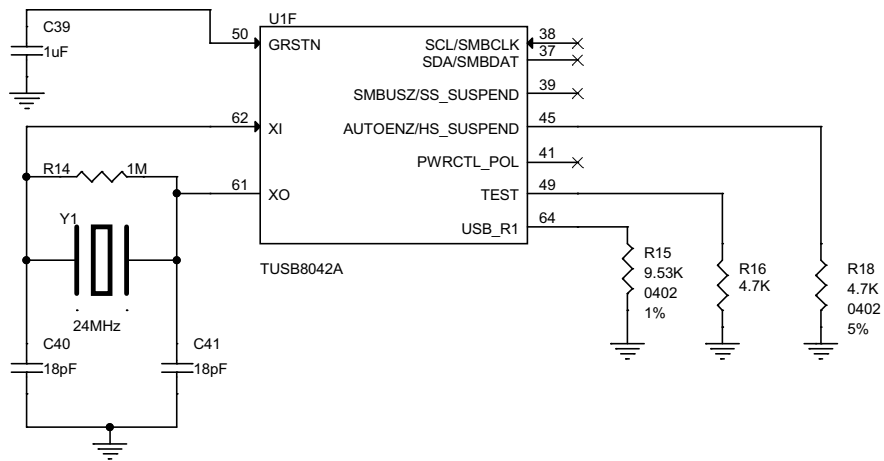 U1F
C39
1uF
50
GRSTN
SCL/SMBCLK
38
SDA/SMBDAT
37
SMBUSZ/SS_SUSPEND
39
62
XI
AUTOENZ/HS_SUSPEND
45
R14
1M
PWRCTL_POL
41
61
XO
TEST
49
Y1
USB_R1
64
TUSB8042A
R15
9.53K
0402
1%
R16
4.7K
R18
4.7K
0402
5%
24MHz
C40
18pF
C41
18pF